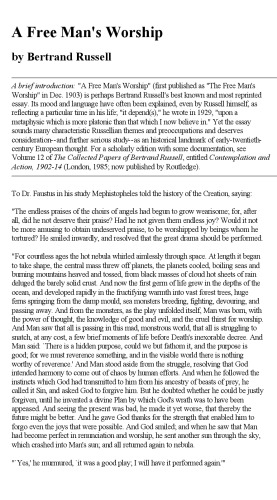 A Free Man's Worship
by Bertrand Russell
A brief introduction: "A Free Man's Worship" (first published as "The Free Man's
Worship" in Dec. 1903) is perhaps Bertrand Russell's best known and most reprinted
essay. Its mood and language have often been explained, even by Russell himself, as
reflecting a particular time in his life; "it depend(s)," he wrote in 1929, "upon a
metaphysic which is more platonic than that which I now believe in." Yet the essay
sounds many characteristic Russellian themes and preoccupations and deserves
consideration--and further serious study--as an historical landmark of early-twentieth-
century European thought. For a scholarly edition with some documentation, see
Volume 12 of The Collected Papers of Bertrand Russell, entitled Contemplation and
Action, 1902-14 (London, 1985; now published by Routledge).
To Dr. Faustus in his study Mephistopheles told the history of the Creation, saying:
"The endless praises of the choirs of angels had begun to grow wearisome; for, after
all, did he not deserve their praise? Had he not given them endless joy? Would it not
be more amusing to obtain undeserved praise, to be worshipped by beings whom he
tortured? He smiled inwardly, and resolved that the great drama should be performed.
"For countless ages the hot nebula whirled aimlessly through space. At length it began
to take shape, the central mass threw off planets, the planets cooled, boiling seas and
burning mountains heaved and tossed, from black masses of cloud hot sheets of rain
deluged the barely solid crust. And now the first germ of life grew in the depths of the
ocean, and developed rapidly in the fructifying warmth into vast forest trees, huge
ferns springing from the damp mould, sea monsters breeding, fighting, devouring, and
passing away. And from the monsters, as the play unfolded itself, Man was born, with
the power of thought, the knowledge of good and evil, and the cruel thirst for worship.
And Man saw that all is passing in this mad, monstrous world, that all is struggling to
snatch, at any cost, a few brief moments of life before Death's inexorable decree. And
Man said: `There is a hidden purpose, could we but fathom it, and the purpose is
good; for we must reverence something, and in the visible world there is nothing
worthy of reverence.' And Man stood aside from the struggle, resolving that God
intended harmony to come out of chaos by human efforts. And when he followed the
instincts which God had transmitted to him from his ancestry of beasts of prey, he
called it Sin, and asked God to forgive him. But he doubted whether he could be justly
forgiven, until he invented a divine Plan by which God's wrath was to have been
appeased. And seeing the present was bad, he made it yet worse, that thereby the
future might be better. And he gave God thanks for the strength that enabled him to
forgo even the joys that were possible. And God smiled; and when he saw that Man
had become perfect in renunciation and worship, he sent another sun through the sky,
which crashed into Man's sun; and all returned again to nebula.
"`Yes,' he murmured, `it was a good play; I will have it performed again.'"